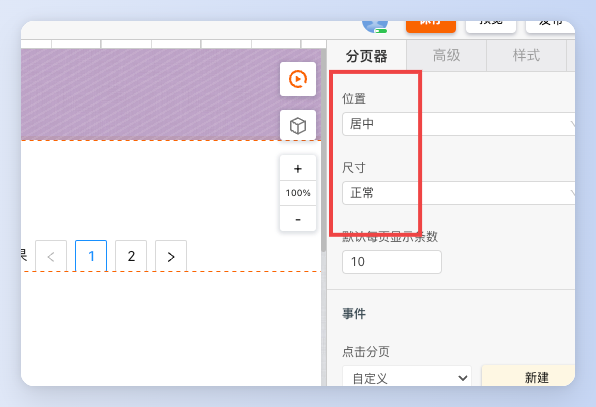 保存 预览 发布
分页器 高级 样式
位置
居中
+
100%
-
尺寸
正常
默认每页显示条数
果 < 1 2 >
10
事件
点击分页
自定义 新建